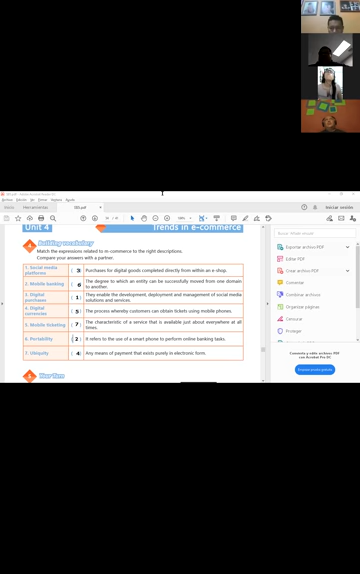 Inicio Herramientas Iniciar sesión
Unit 4 Trends in e-commerce
Building vocabulary
Match the expressions related to m-commerce to the right descriptions.
Compare your answers with a partner.
1. Social media platforms ( 3 ) Purchases for digital goods completed directly from within an e-shop.
2. Mobile banking ( 6 ) The degree to which an entity can be successfully moved from one domain to another.
3. Digital purchases ( 1 ) They enable the development, deployment and management of social media solutions and services.
4. Digital currencies ( 5 ) The process whereby customers can obtain tickets using mobile phones.
5. Mobile ticketing ( 7 ) The characteristic of a service that is available just about everywhere at all times.
6. Portability ( 2 ) It refers to the use of a smart phone to perform online banking tasks.
7. Ubiquity ( 4 ) Any means of payment that exists purely in electronic form.
Your Turn
Exportar archivo PDF
Editar PDF
Crear archivo PDF
Comentar
Combinar archivos
Organizar páginas
Censurar
Proteger